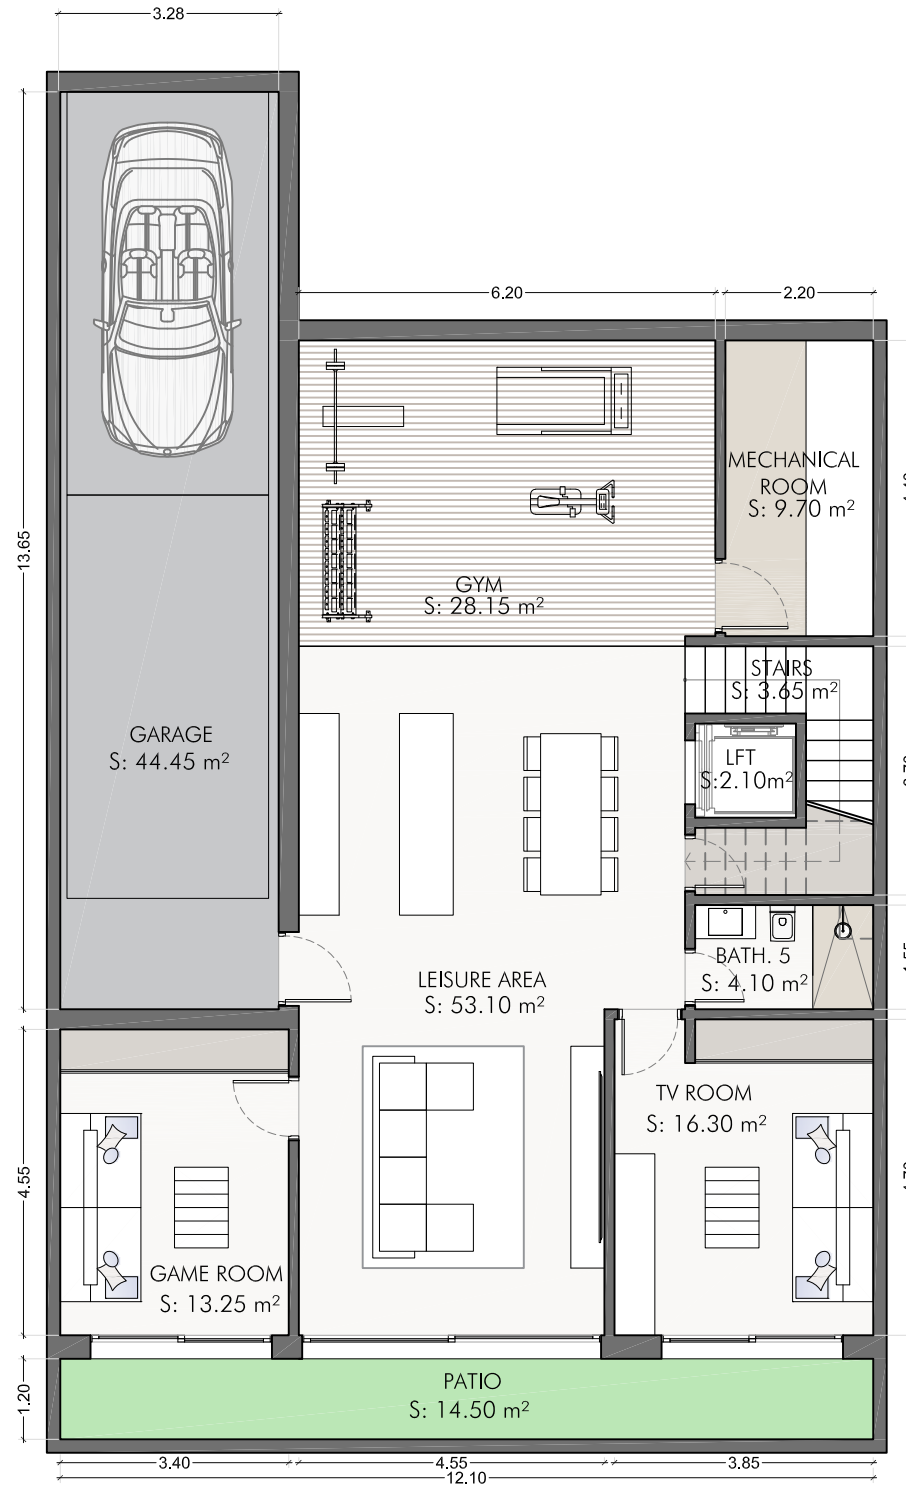 3.28
6.20
2.20
MECHANICAL
ROOM
S: 9.70 m²
13.65
GYM
S: 28.15 m²
STAIRS
S: 3.65 m²
GARAGE
S: 44.45 m²
LFT
S:2.10m²
BATH. 5
S: 4.10 m²
LEISURE AREA
S: 53.10 m²
TV ROOM
S: 16.30 m²
4.55
GAME ROOM
S: 13.25 m²
PATIO
S: 14.50 m²
1.20
3.40
4.55
3.85
12.10